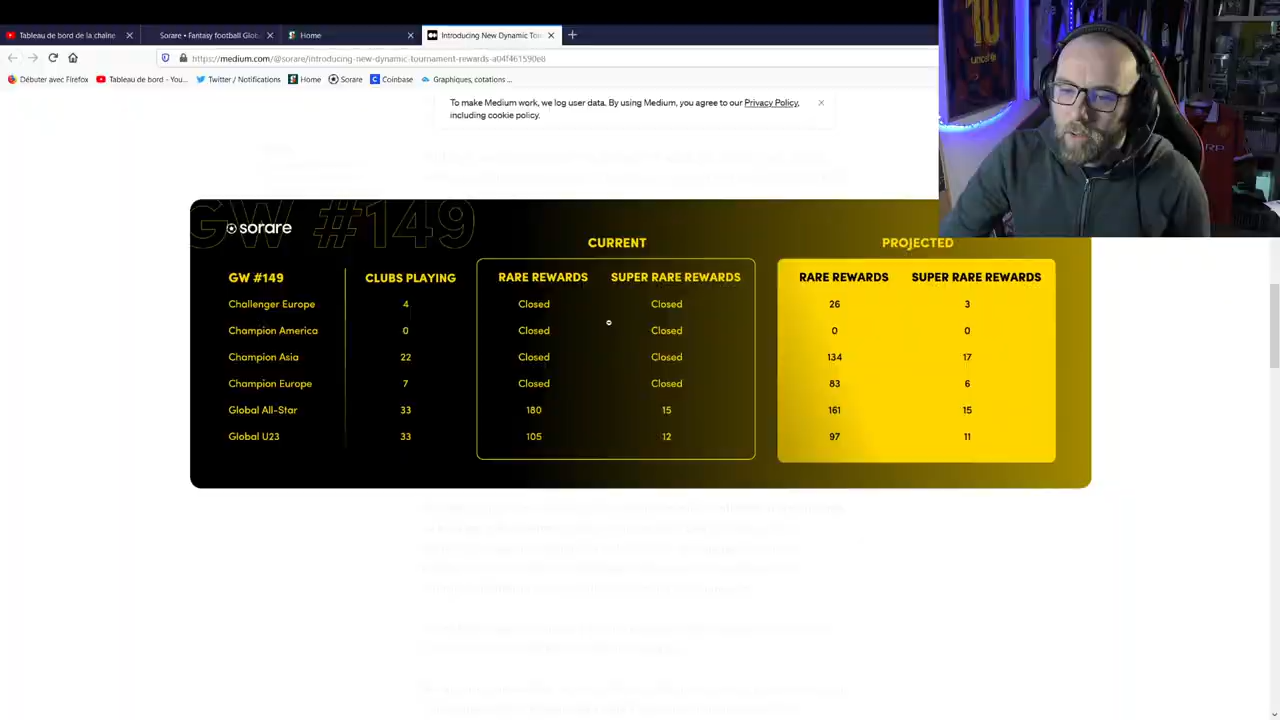 Tableau de bord de la chaîne
Sorare • Fantasy football Glob
Home
Introducing New Dynamic Tou
https://medium.com/@sorare/introducing-new-dynamic-tournament-rewards-a04f461590e8
Débuter avec Firefox
Tableau de bord - You...
Twitter / Notifications
Home
Sorare
Coinbase
Graphiques, cotations ...
To make Medium work, we log user data. By using Medium, you agree to our Privacy Policy,
including cookie policy.
GW #149
sorare
CURRENT PROJECTED
GW #149 CLUBS PLAYING RARE REWARDS SUPER RARE REWARDS RARE REWARDS SUPER RARE REWARDS
Challenger Europe 4 Closed Closed 26 3
Champion America 0 Closed Closed 0 0
Champion Asia 22 Closed Closed 134 17
Champion Europe 7 Closed Closed 83 6
Global All-Star 33 180 15 161 15
Global U23 33 105 12 97 11
10
unicef